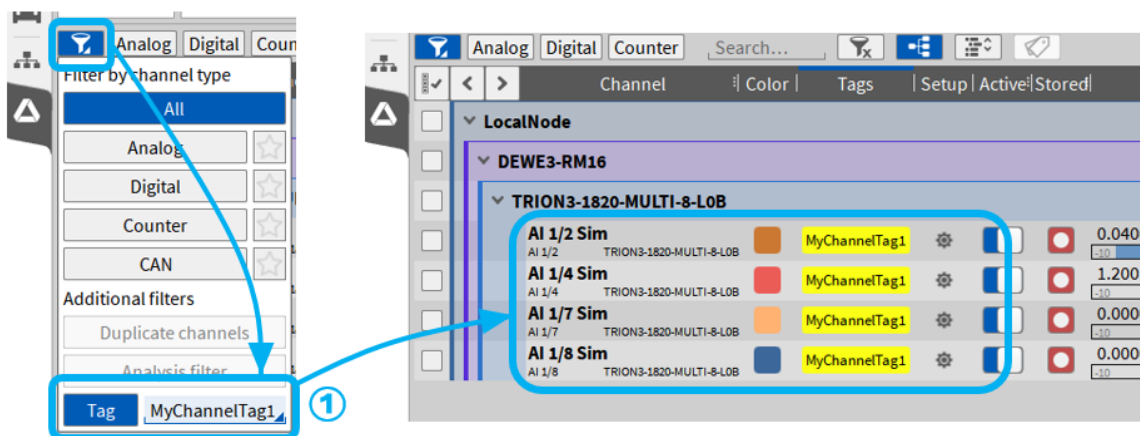 Analog Digital Coun
Filter by channel type
All
Analog
Digital
Counter
CAN
Additional filters
Duplicate channels
Analysis filter
Tag MyChannelTag1
①
Analog Digital Counter Search...
Channel Color Tags Setup Active Stored
LocalNode
DEWE3-RM16
TRION3-1820-MULTI-8-L0B
AI 1/2 Sim MyChannelTag1 0.040
AI 1/2 TRION3-1820-MULTI-8-L0B -10
AI 1/4 Sim MyChannelTag1 1.200
AI 1/4 TRION3-1820-MULTI-8-L0B -10
AI 1/7 Sim MyChannelTag1 0.000
AI 1/7 TRION3-1820-MULTI-8-L0B -10
AI 1/8 Sim MyChannelTag1 0.000
AI 1/8 TRION3-1820-MULTI-8-L0B -10